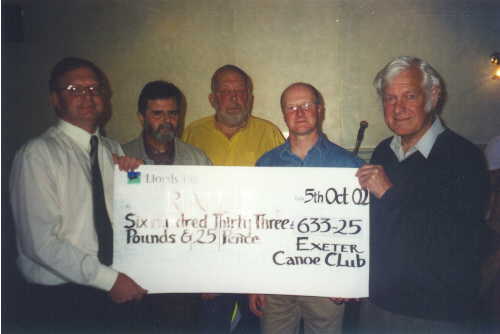 Lloyds TSB
5th Oct 02
Six Hundred Thirty Three £ 633-25
Pounds & 25 Pence
EXETER
CANOE CLUB